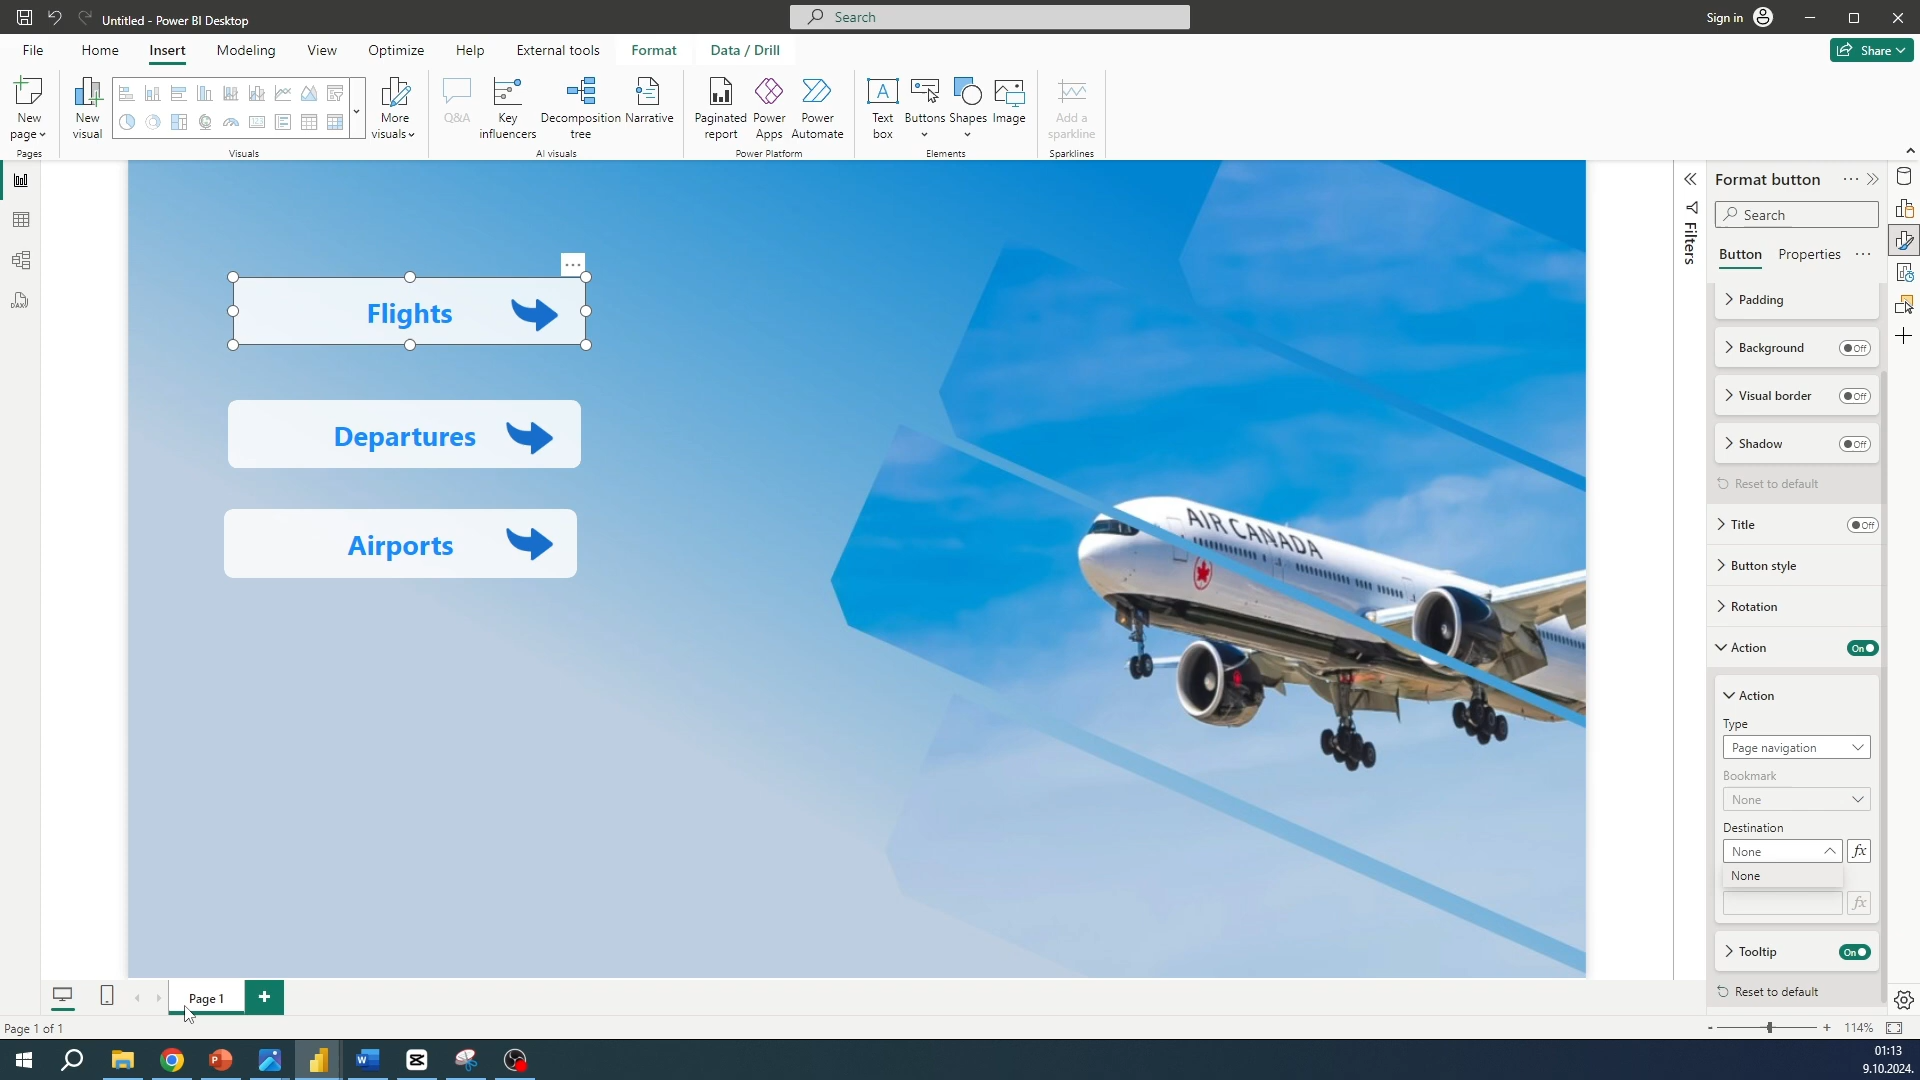 Untitled - Power BI Desktop
Search
Sign in
File
Home
Insert
Modeling
View
Optimize
Help
External tools
Format
Data / Drill
Share
New page
New visual
More visuals
Q&A
Key influencers
Decomposition tree
Narrative
Paginated report
Power Apps
Power Automate
Text box
Buttons
Shapes
Image
Add a sparkline
Pages
Visuals
AI visuals
Power Platform
Elements
Sparklines
Flights
Departures
Airports
AIR CANADA
Filters
Format button
Search
Button
Properties
Padding
Background
Off
Visual border
Off
Shadow
Off
Reset to default
Title
Off
Button style
Rotation
Action
On
Action
Type
Page navigation
Bookmark
None
Destination
None
fx
None
fx
Tooltip
On
Reset to default
DAX
Page 1
Page 1 of 1
- + 114%
01:13
9.10.2024.